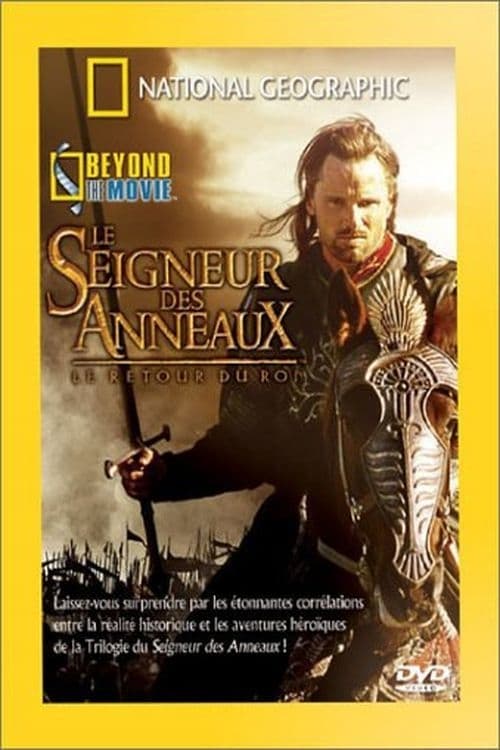 NATIONAL GEOGRAPHIC
BEYOND
THE MOVIE™
LE
SEIGNEUR
DES
ANNEAUX
LE RETOUR DU ROI
Laissez-vous surprendre par les étonnantes corrélations
entre la réalité historique et les aventures héroïques
de la Trilogie du Seigneur des Anneaux !
DVD
VIDEO